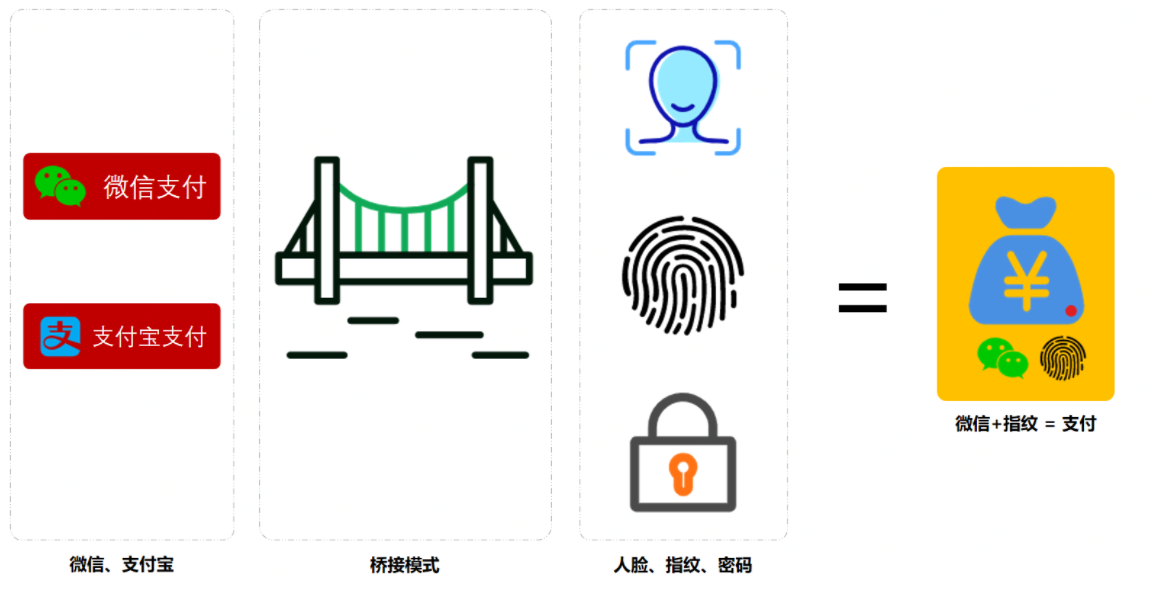 微信支付
支付宝支付
微信、支付宝
桥接模式
人脸、指纹、密码
=
¥
微信+指纹 = 支付